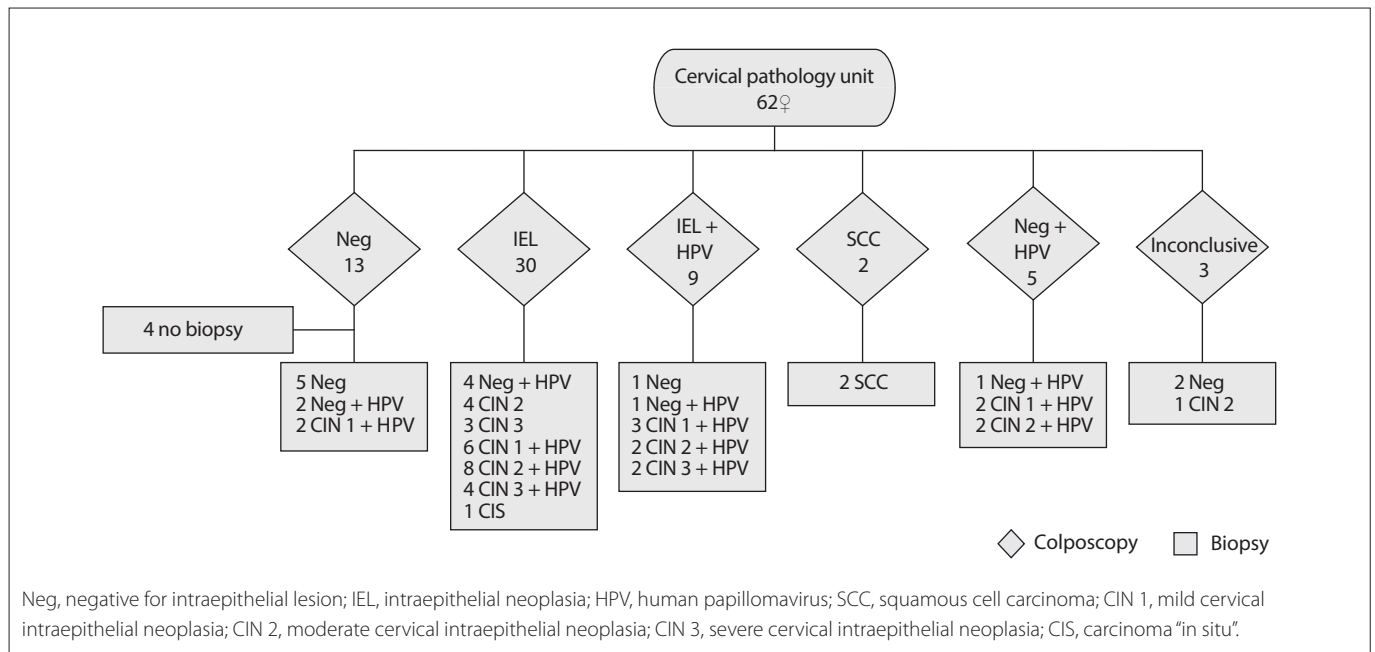 Cervical pathology unit
62♀
Neg
13
IEL
30
IEL +
HPV
9
SCC
2
Neg +
HPV
5
Inconclusive
3
4 no biopsy
5 Neg
2 Neg + HPV
2 CIN 1 + HPV
4 Neg + HPV
4 CIN 2
3 CIN 3
6 CIN 1 + HPV
8 CIN 2 + HPV
4 CIN 3 + HPV
1 CIS
1 Neg
1 Neg + HPV
3 CIN 1 + HPV
2 CIN 2 + HPV
2 CIN 3 + HPV
2 SCC
1 Neg + HPV
2 CIN 1 + HPV
2 CIN 2 + HPV
2 Neg
1 CIN 2
Colposcopy
Biopsy
Neg, negative for intraepithelial lesion; IEL, intraepithelial neoplasia; HPV, human papillomavirus; SCC, squamous cell carcinoma; CIN 1, mild cervical
intraepithelial neoplasia; CIN 2, moderate cervical intraepithelial neoplasia; CIN 3, severe cervical intraepithelial neoplasia; CIS, carcinoma “in situ”.